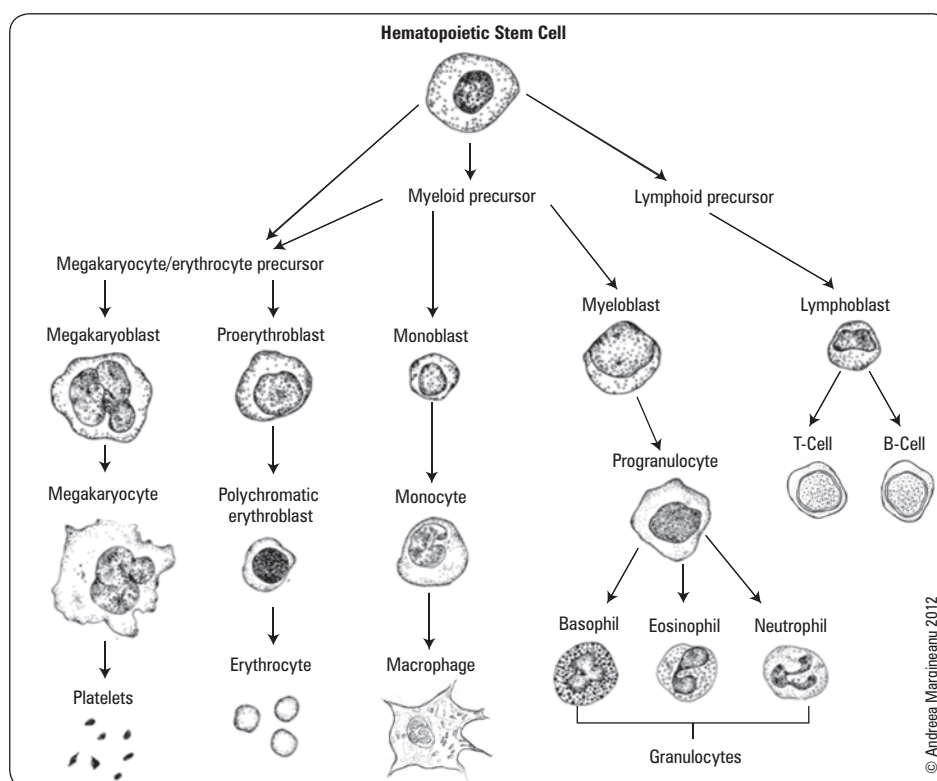 Hematopoietic Stem Cell
Myeloid precursor
Lymphoid precursor
Megakaryocyte/erythrocyte precursor
Megakaryoblast
Proerythroblast
Monoblast
Myeloblast
Lymphoblast
T-Cell
B-Cell
Progranulocyte
Megakaryocyte
Polychromatic
erythroblast
Monocyte
Basophil
Eosinophil
Neutrophil
Platelets
Erythrocyte
Macrophage
Granulocytes
© Andreea Margineanu 2012